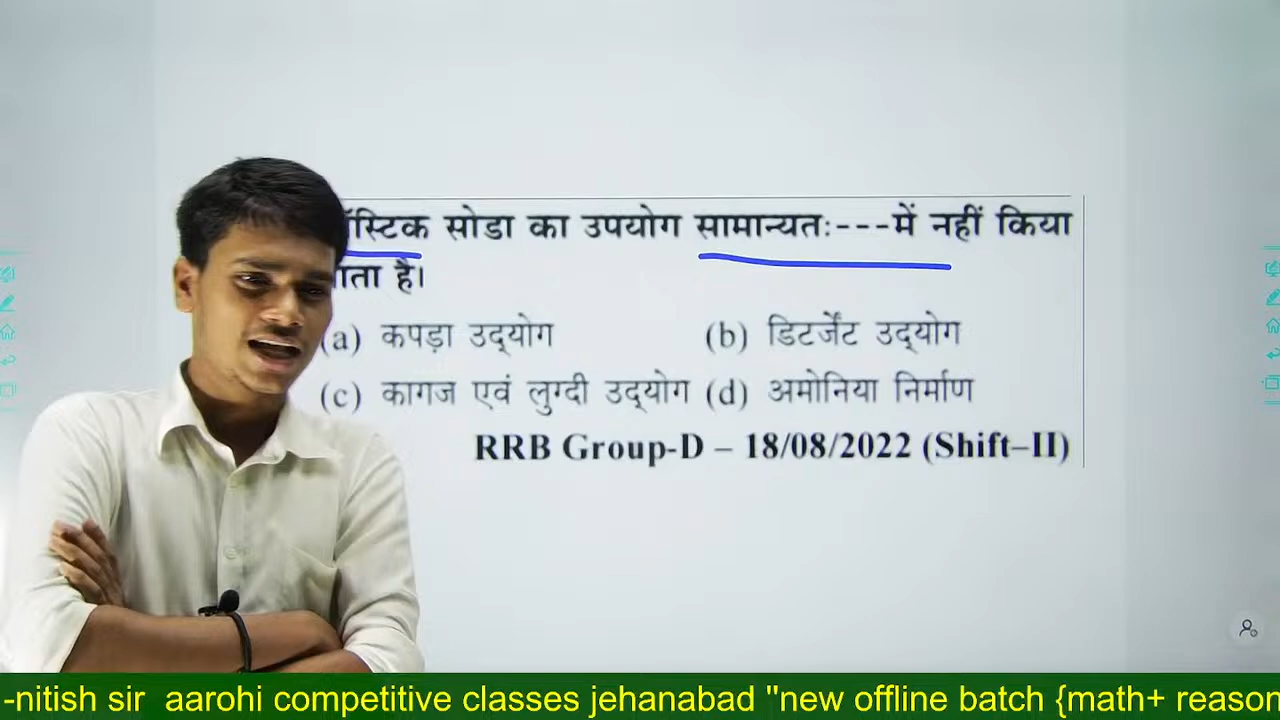 सोडा का उपयोग सामान्यतः---में नहीं किया
है।
(a) कपड़ा उद्योग (b) डिटर्जेंट उद्योग
(c) कागज एवं लुग्दी उद्योग (d) अमोनिया निर्माण
RRB Group-D – 18/08/2022 (Shift–II)
-nitish sir aarohi competitive classes jehanabad "new offline batch {math+ reason